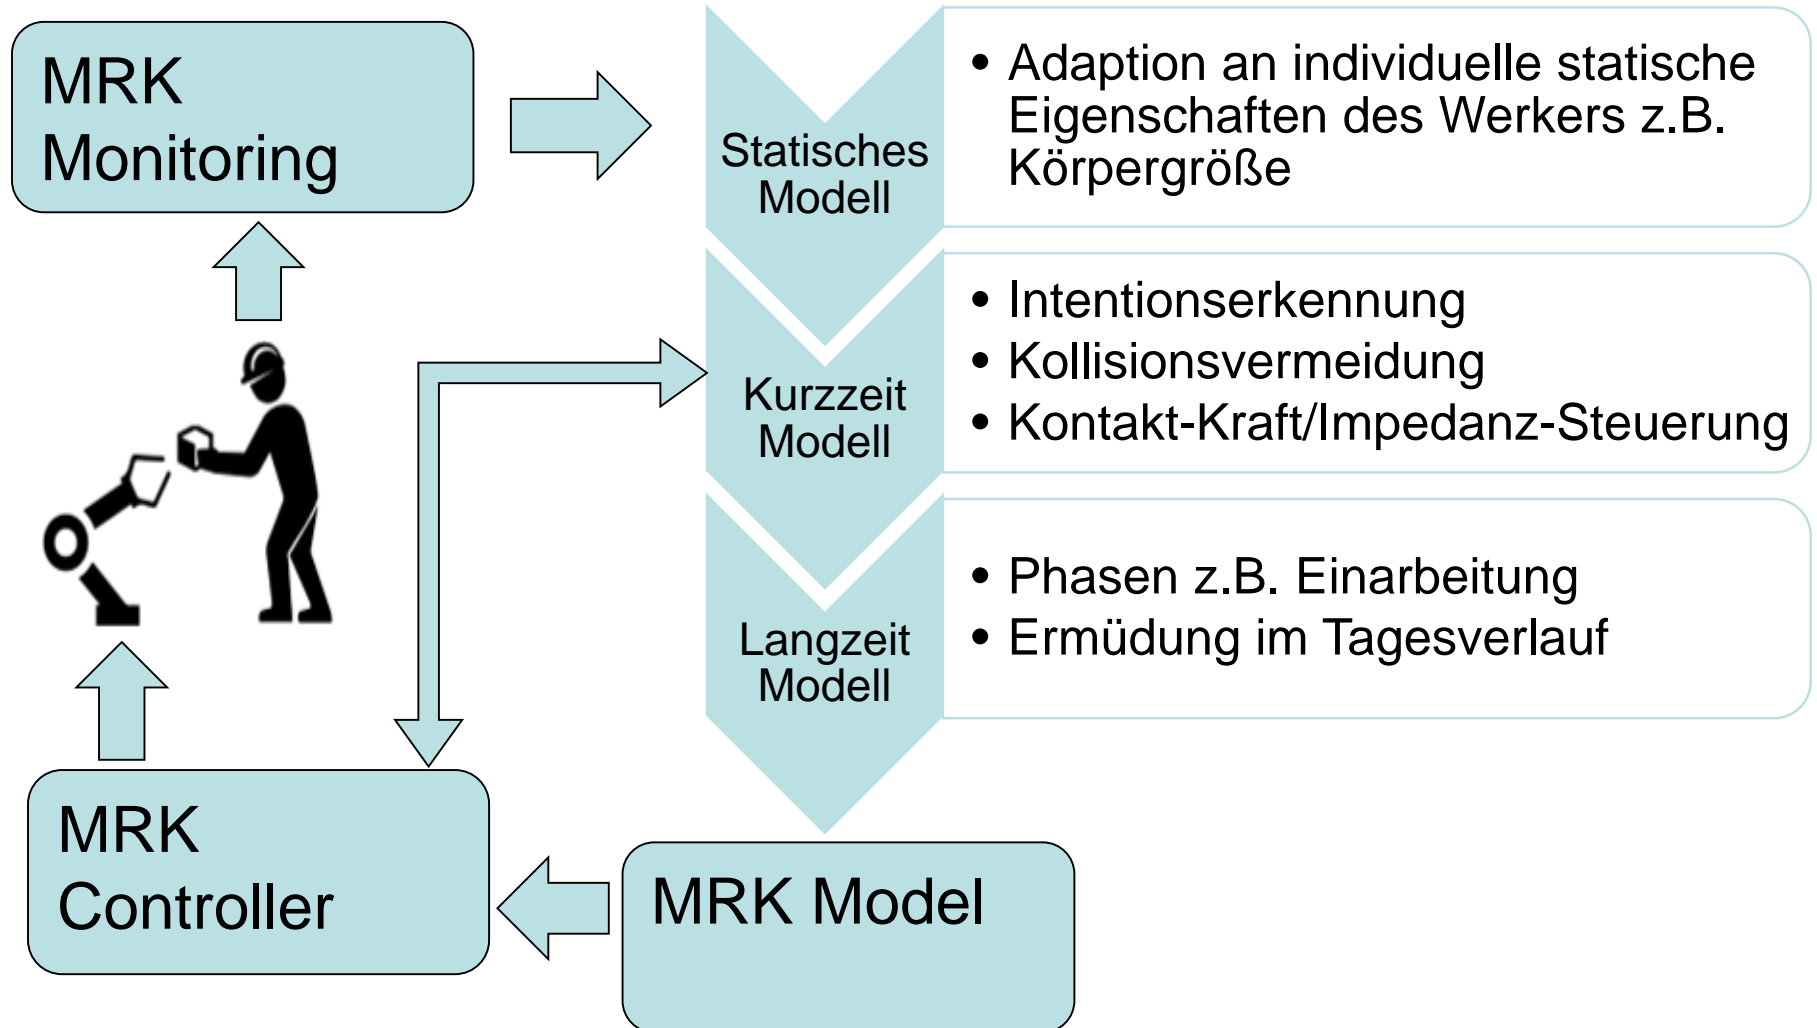 MRK
Monitoring
Statisches
Modell
• Adaption an individuelle statische
Eigenschaften des Werkers z.B.
Körpergröße
Kurzzeit
Modell
• Intentionserkennung
• Kollisionsvermeidung
• Kontakt-Kraft/Impedanz-Steuerung
Langzeit
Modell
• Phasen z.B. Einarbeitung
• Ermüdung im Tagesverlauf
MRK
Controller
MRK Model